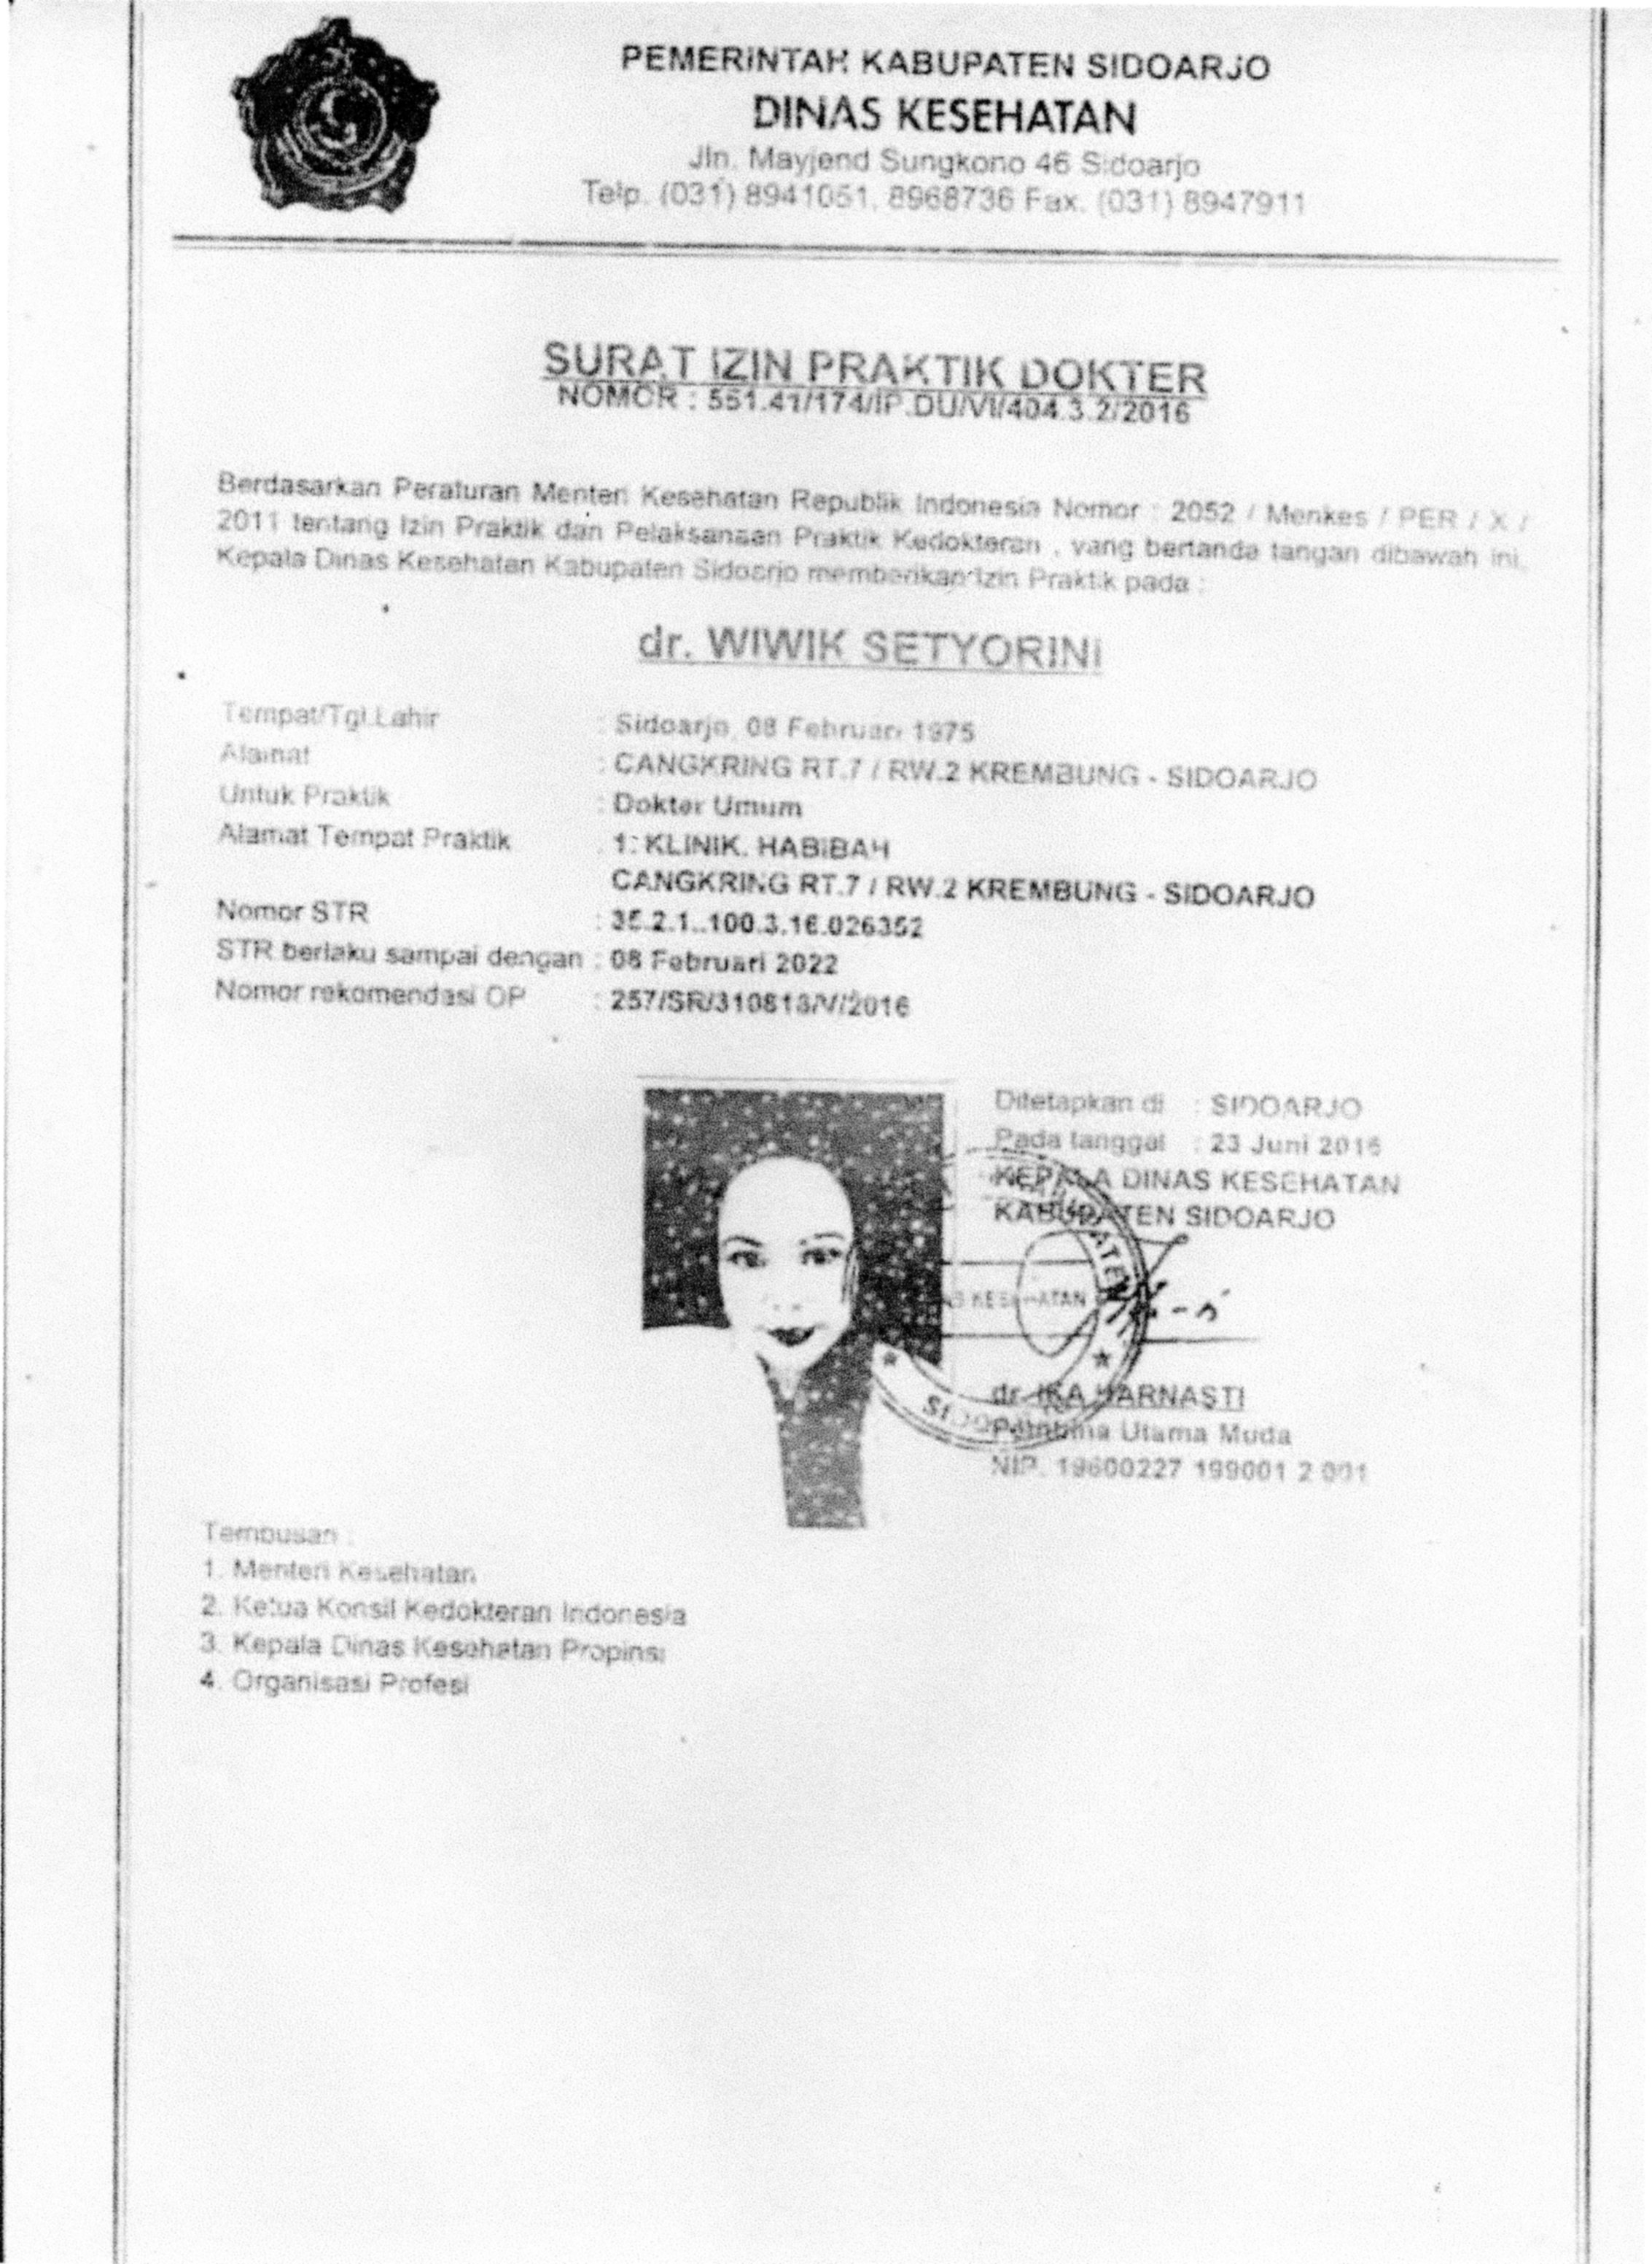 PEMERINTAH KABUPATEN SIDOARJO
DINAS KESEHATAN
Jln. Mayjend Sungkono 46 Sidoarjo
Telp. (031) 8941051, 8968736 Fax. (031) 8947911
SURAT IZIN PRAKTIK DOKTER
NOMOR : 551.41/174/IP.DU/VI/404.3.2/2016
Berdasarkan Peraturan Menteri Kesehatan Republik Indonesia Nomor : 2052 / Menkes / PER / X /
2011 tentang Izin Praktik dan Pelaksanaan Praktik Kedokteran , yang bertanda tangan dibawah ini,
Kepala Dinas Kesehatan Kabupaten Sidoarjo memberikan Izin Praktik pada :
dr. WIWIK SETYORINI
Tempat/Tgl.Lahir : Sidoarjo, 08 Februari 1975
Alamat : CANGKRING RT.7 / RW.2 KREMBUNG - SIDOARJO
Untuk Praktik : Dokter Umum
Alamat Tempat Praktik : 1. KLINIK. HABIBAH
CANGKRING RT.7 / RW.2 KREMBUNG - SIDOARJO
Nomor STR : 35.2.1..100.3.16.026352
STR berlaku sampai dengan : 08 Februari 2022
Nomor rekomendasi OP : 257/SR/310813/V/2016
Ditetapkan di : SIDOARJO
Pada tanggal : 23 Juni 2016
KEPALA DINAS KESEHATAN
KABUPATEN SIDOARJO
KESEHATAN
dr. IKA HARNASTI
Pembina Utama Muda
NIP. 19600227 199001 2 001
Tembusan :
1. Menteri Kesehatan
2. Ketua Konsil Kedokteran Indonesia
3. Kepala Dinas Kesehatan Propinsi
4. Organisasi Profesi